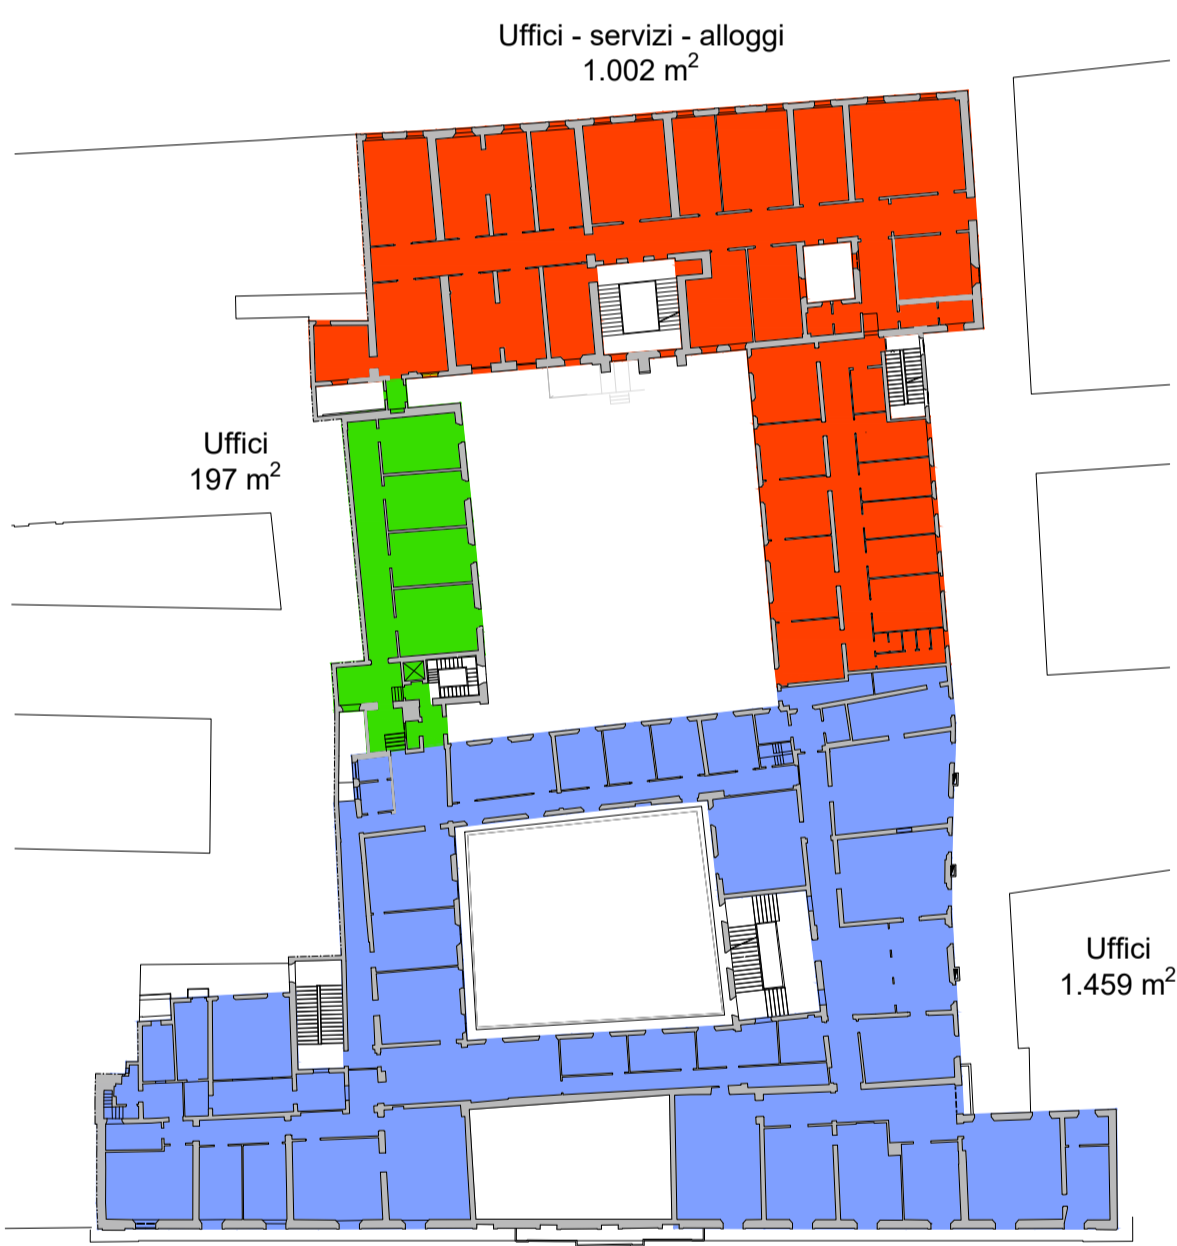 Uffici - servizi - alloggi
1.002 m²
Uffici
197 m²
Uffici
1.459 m²